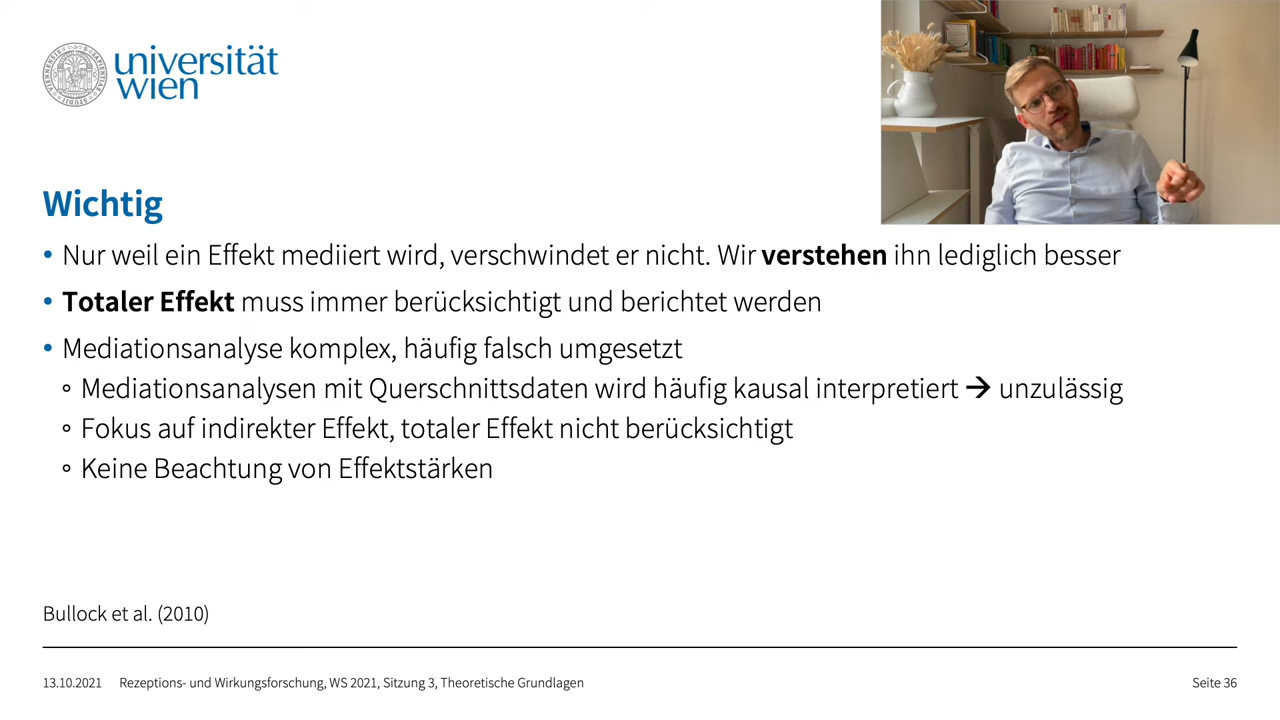 universität
wien
Wichtig
• Nur weil ein Effekt mediiert wird, verschwindet er nicht. Wir verstehen ihn lediglich besser
• Totaler Effekt muss immer berücksichtigt und berichtet werden
• Mediationsanalyse komplex, häufig falsch umgesetzt
◦ Mediationsanalysen mit Querschnittsdaten wird häufig kausal interpretiert → unzulässig
◦ Fokus auf indirekter Effekt, totaler Effekt nicht berücksichtigt
◦ Keine Beachtung von Effektstärken
Bullock et al. (2010)
13.10.2021 Rezeptions- und Wirkungsforschung, WS 2021, Sitzung 3, Theoretische Grundlagen Seite 36